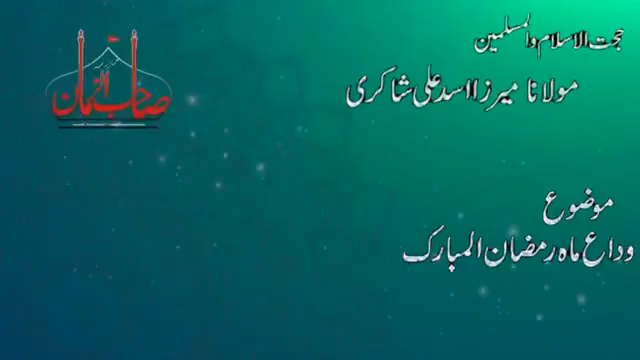 حجت الاسلام والمسلمین
مولانا میرزا اسد علی شاکری
صاحب الزمان
موضوع
وداع ماہ رمضان المبارک